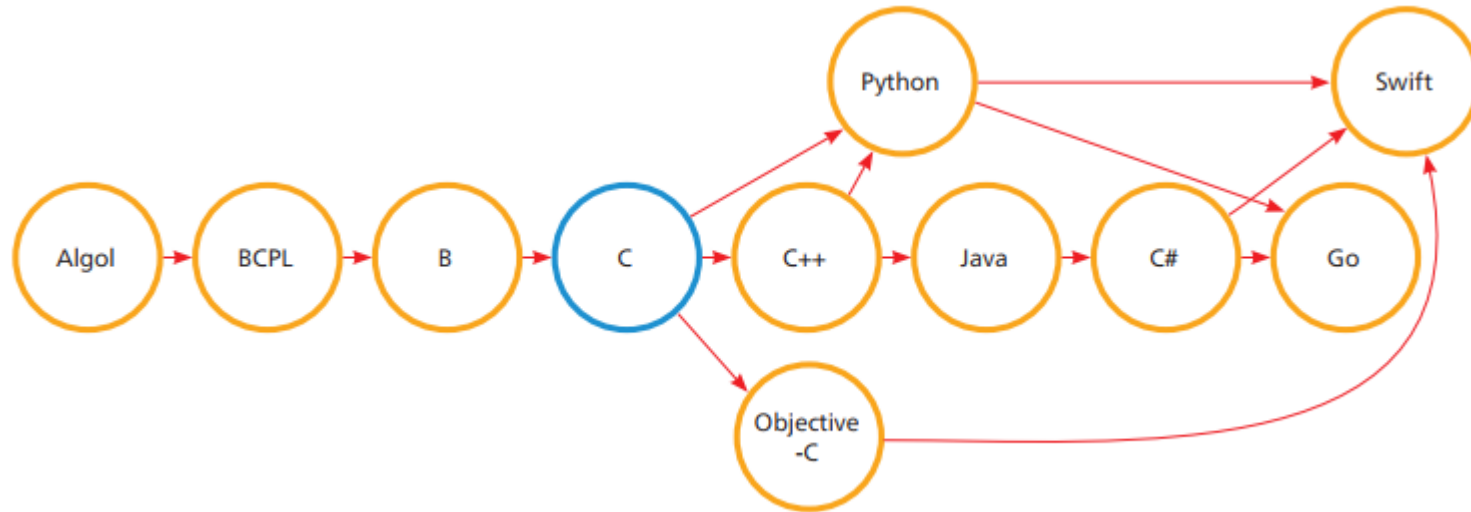 Python
Swift
Algol
BCPL
B
C
C++
Java
C#
Go
Objective
-C